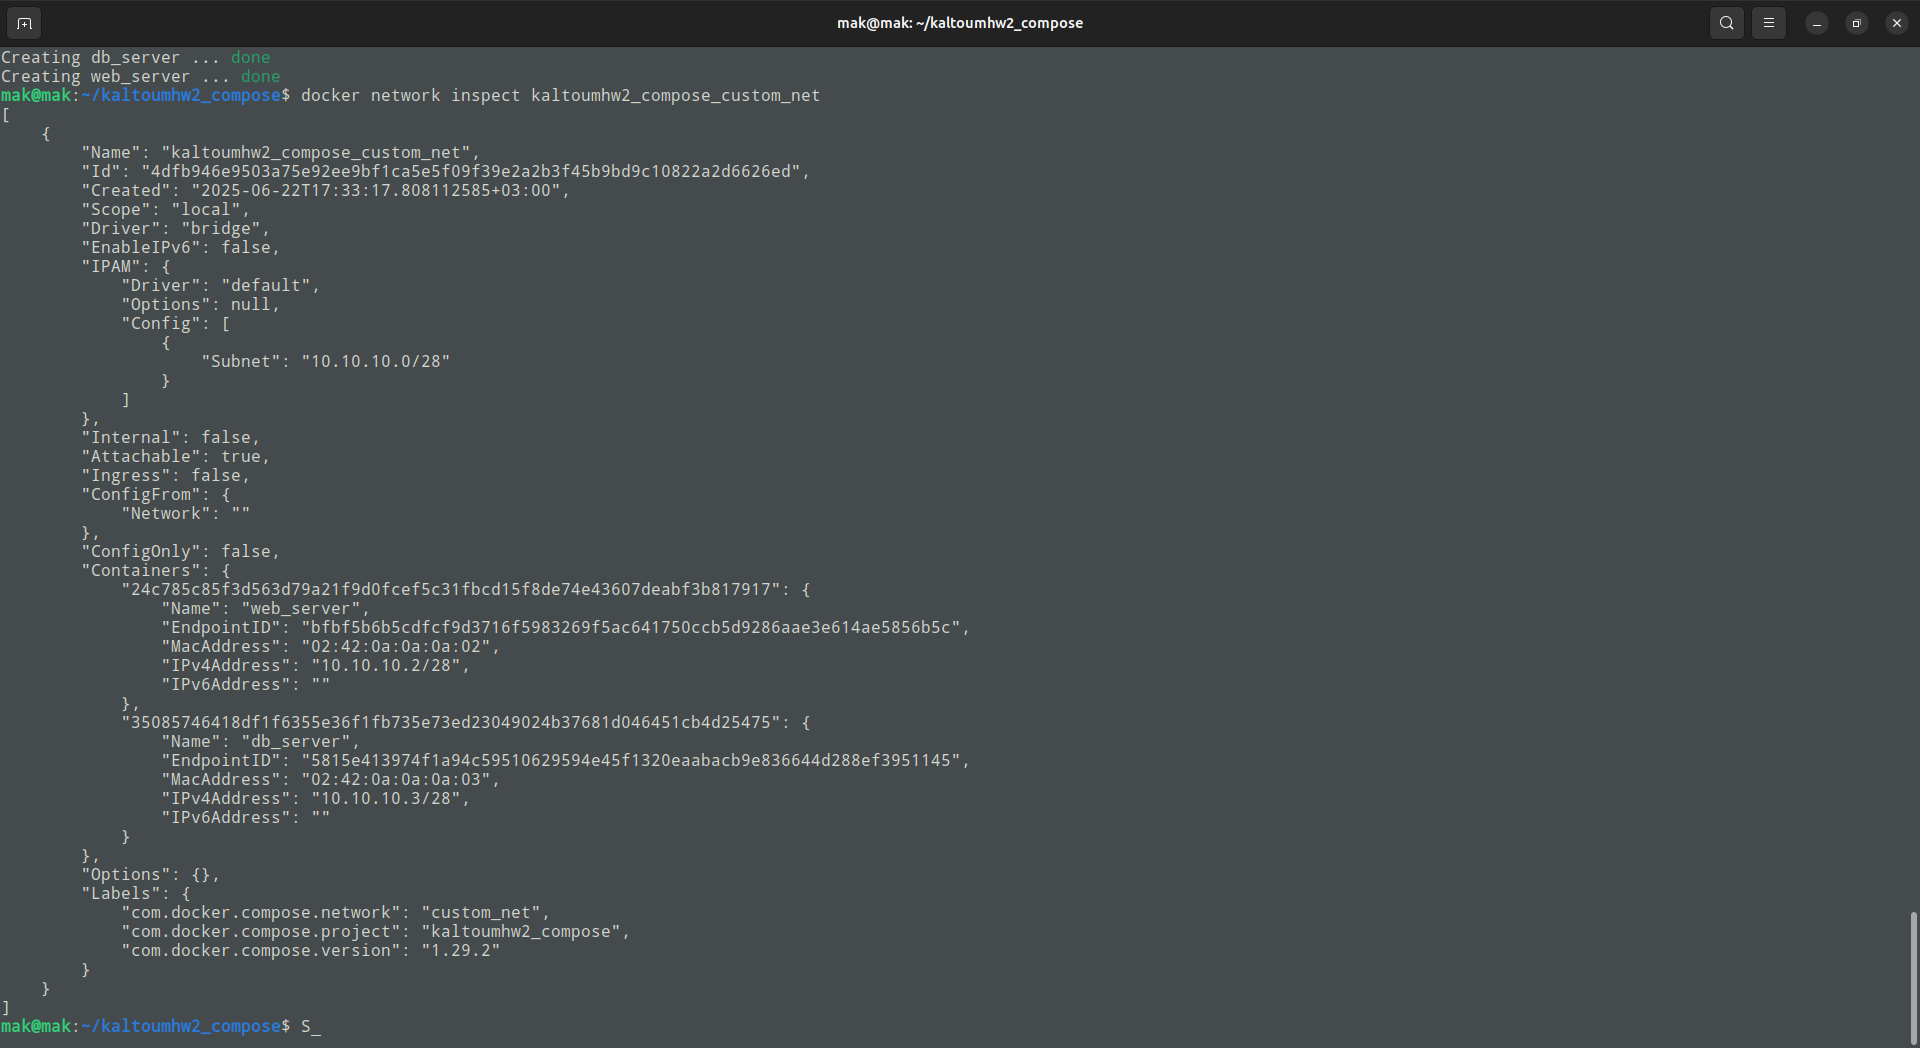 mak@mak: ~/kaltoumhw2_compose
Creating db_server ... done
Creating web_server ... done
mak@mak:~/kaltoumhw2_compose$ docker network inspect kaltoumhw2_compose_custom_net
[
    {
        "Name": "kaltoumhw2_compose_custom_net",
        "Id": "4dfb946e9503a75e92ee9bf1ca5e5f09f39e2a2b3f45b9bd9c10822a2d6626ed",
        "Created": "2025-06-22T17:33:17.808112585+03:00",
        "Scope": "local",
        "Driver": "bridge",
        "EnableIPv6": false,
        "IPAM": {
            "Driver": "default",
            "Options": null,
            "Config": [
                {
                    "Subnet": "10.10.10.0/28"
                }
            ]
        },
        "Internal": false,
        "Attachable": true,
        "Ingress": false,
        "ConfigFrom": {
            "Network": ""
        },
        "ConfigOnly": false,
        "Containers": {
            "24c785c85f3d563d79a21f9d0fcef5c31fbcd15f8de74e43607deabf3b817917": {
                "Name": "web_server",
                "EndpointID": "bfbf5b6b5cdfcf9d3716f5983269f5ac641750ccb5d9286aae3e614ae5856b5c",
                "MacAddress": "02:42:0a:0a:0a:02",
                "IPv4Address": "10.10.10.2/28",
                "IPv6Address": ""
            },
            "35085746418df1f6355e36f1fb735e73ed23049024b37681d046451cb4d25475": {
                "Name": "db_server",
                "EndpointID": "5815e413974f1a94c59510629594e45f1320eaabacb9e836644d288ef3951145",
                "MacAddress": "02:42:0a:0a:0a:03",
                "IPv4Address": "10.10.10.3/28",
                "IPv6Address": ""
            }
        },
        "Options": {},
        "Labels": {
            "com.docker.compose.network": "custom_net",
            "com.docker.compose.project": "kaltoumhw2_compose",
            "com.docker.compose.version": "1.29.2"
        }
    }
]
mak@mak:~/kaltoumhw2_compose$ S_